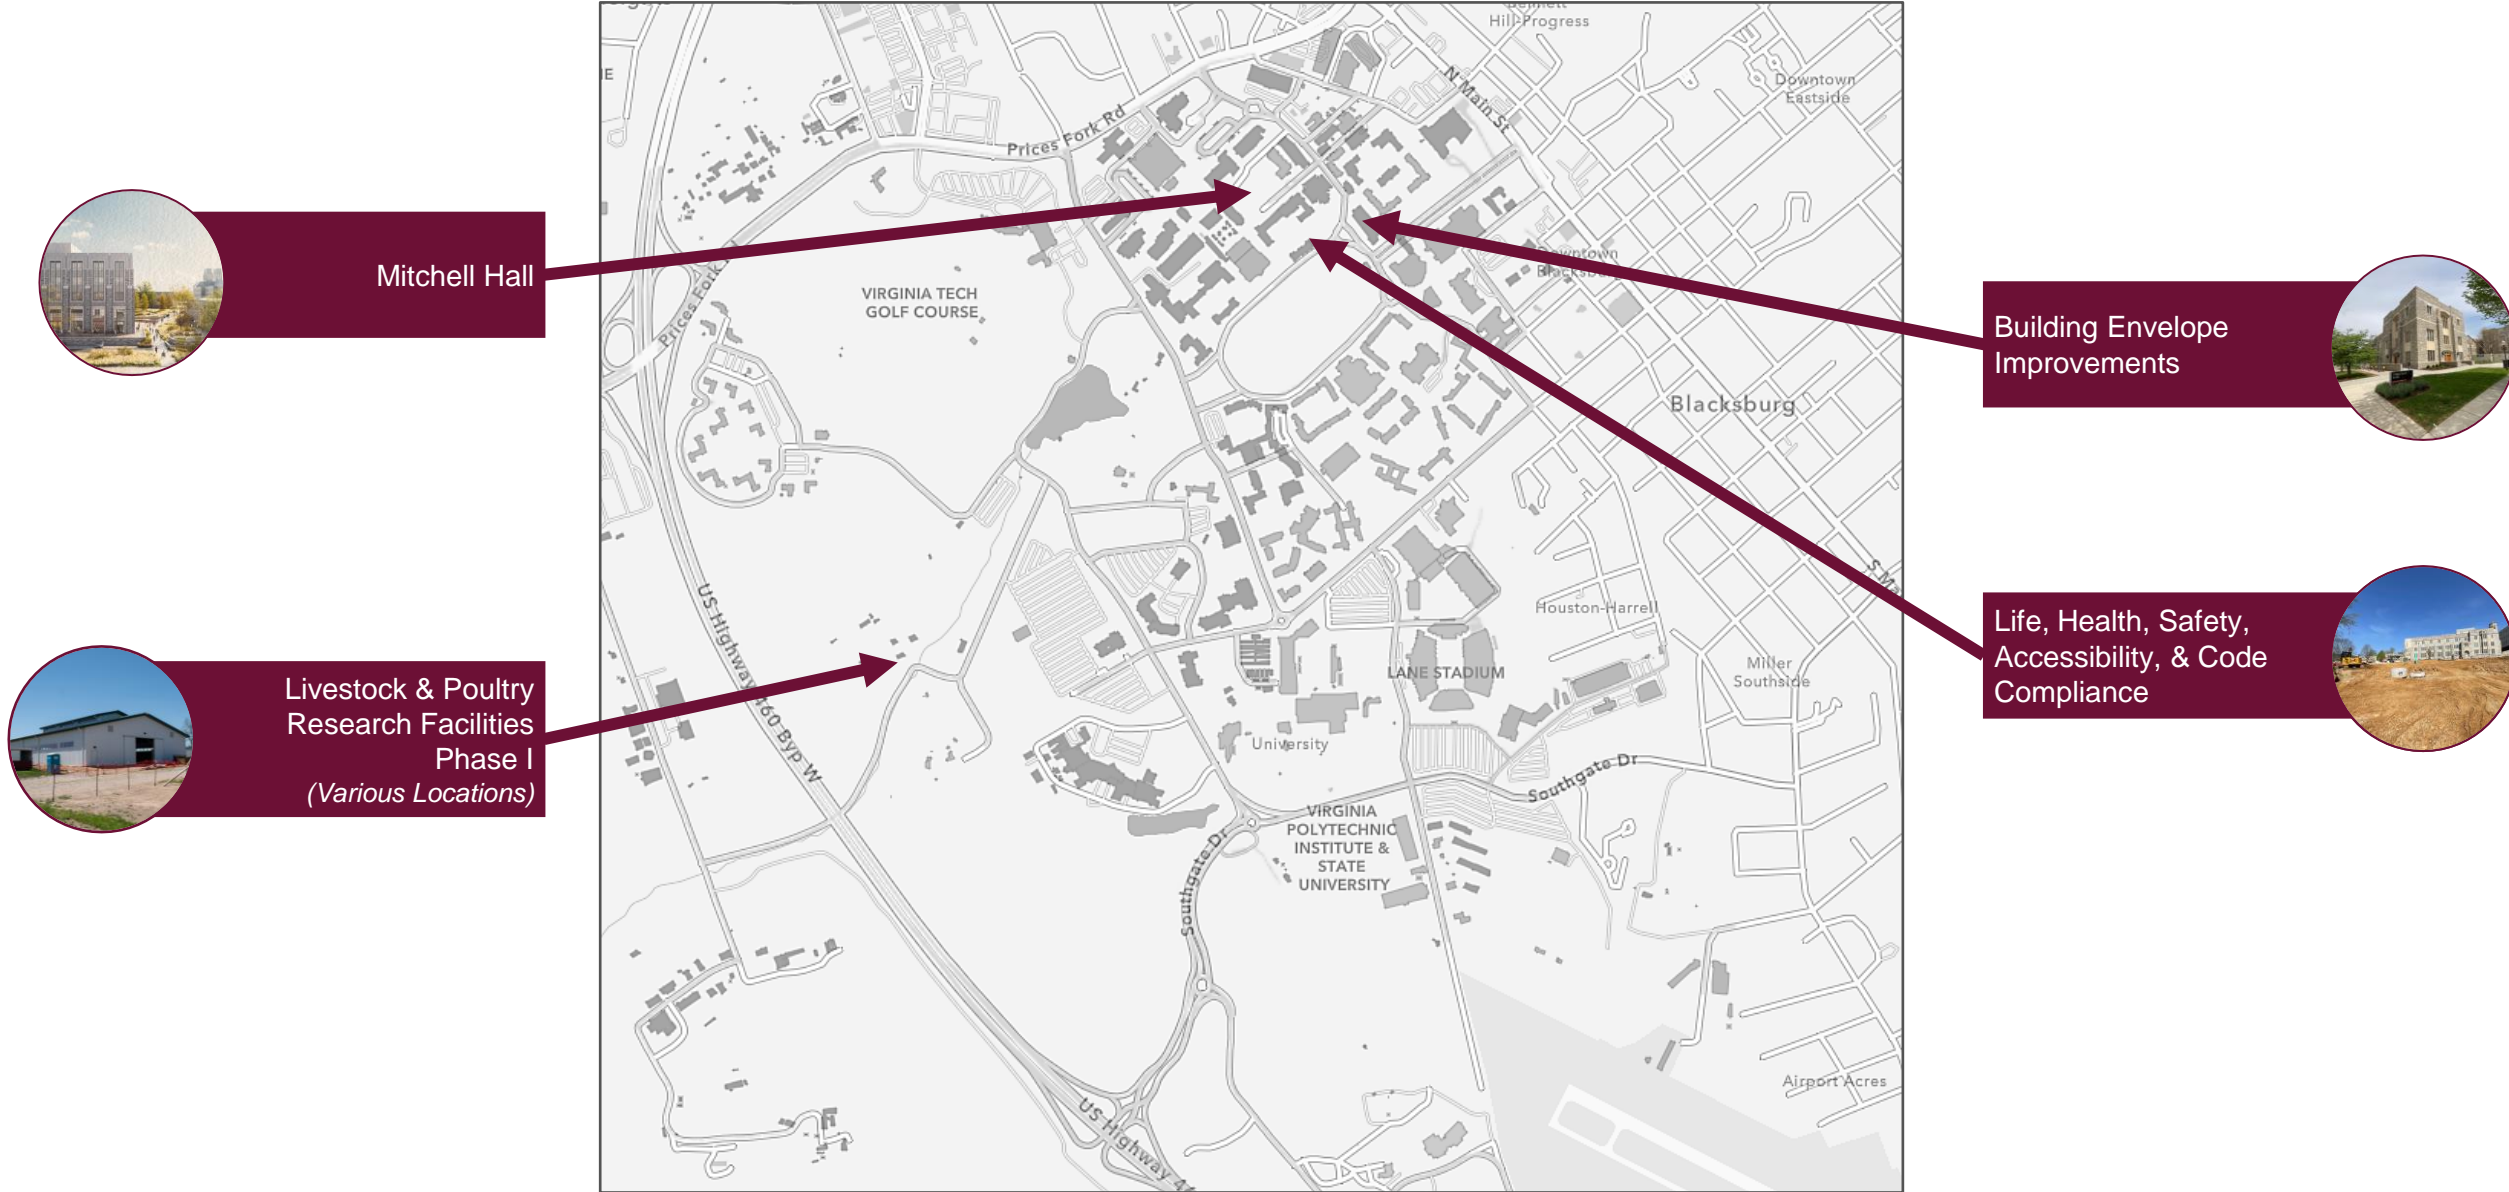 Hill-Progress
Downtown
Eastside
N Main St
Prices Fork Rd
Mitchell Hall
VIRGINIA TECH
GOLF COURSE
Prices Fork
Downtown
Building Envelope
Improvements
Blacksburg
US Highway 460 Byp W
Houston-Harrell
Life, Health, Safety,
Accessibility, & Code
Compliance
Livestock & Poultry
Research Facilities
Phase I
(Various Locations)
LANE STADIUM
Miller
Southside
University
Southgate Dr
VIRGINIA
POLYTECHNIC
INSTITUTE &
STATE
UNIVERSITY
Southgate Dr
Airport Acres
US Highway